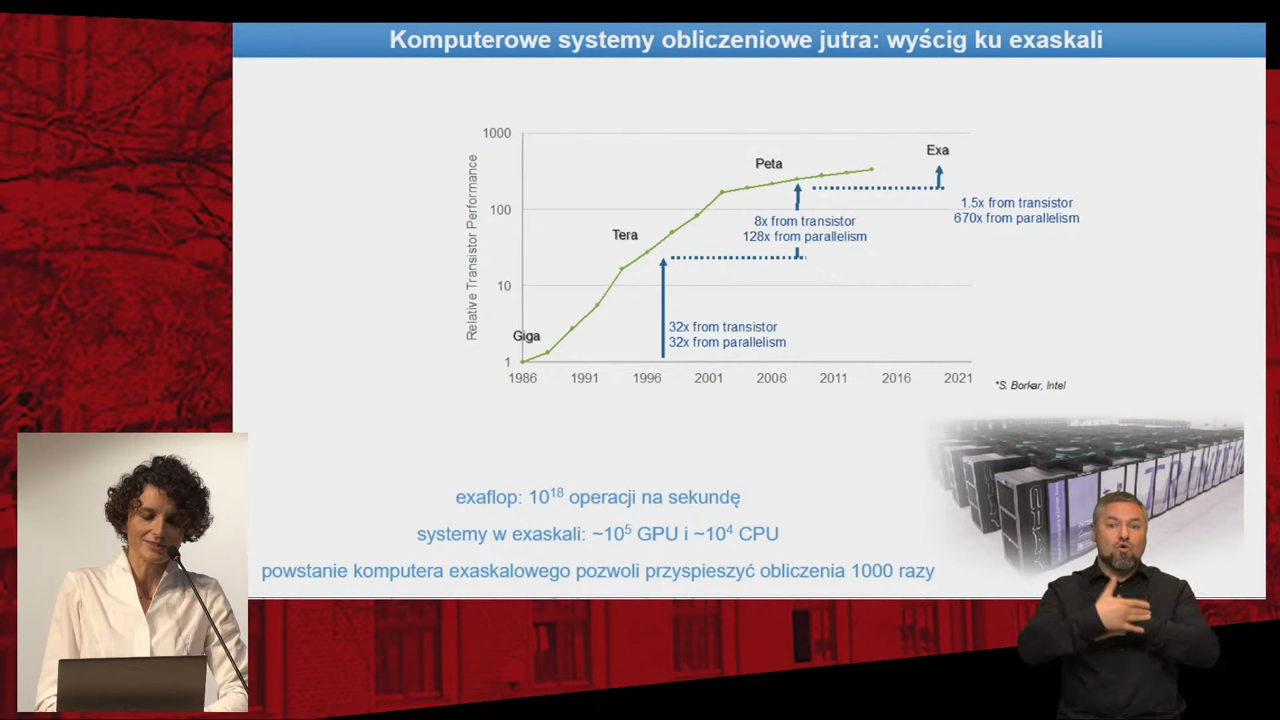 Komputerowe systemy obliczeniowe jutra: wyścig ku exaskali
Relative Transistor Performance
1000
100
10
1
Giga
Tera
Peta
Exa
32x from transistor
32x from parallelism
8x from transistor
128x from parallelism
1.5x from transistor
670x from parallelism
1986 1991 1996 2001 2006 2011 2016 2021
*S. Borkar, Intel
exaflop: 10¹⁸ operacji na sekundę
systemy w exaskali: ~10⁵ GPU i ~10⁴ CPU
powstanie komputera exaskalowego pozwoli przyspieszyć obliczenia 1000 razy
CRAY
TRINITY